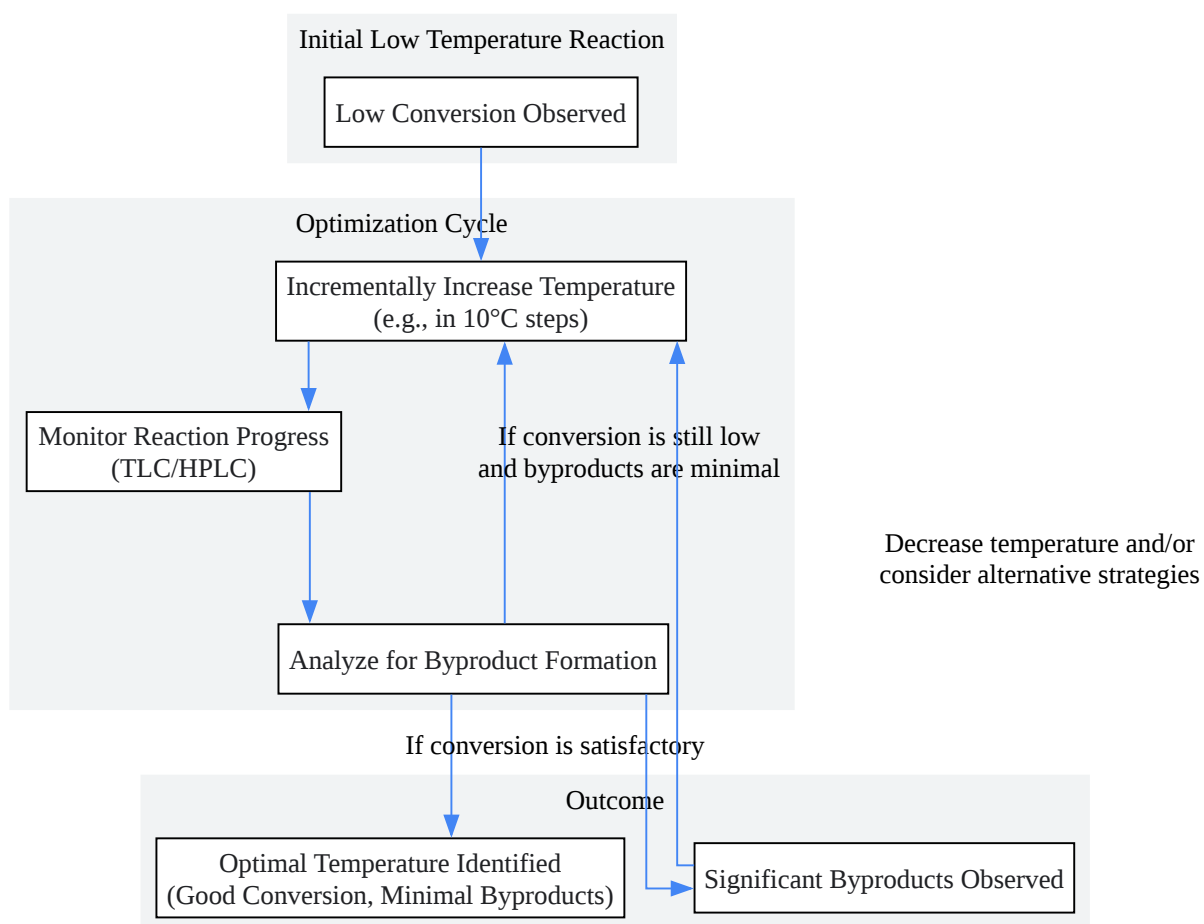 Initial Low Temperature Reaction
Low Conversion Observed
Optimization Cycle
Incrementally Increase Temperature
(e.g., in 10°C steps)
Monitor Reaction Progress
(TLC/HPLC)
If conversion is still low
and byproducts are minimal
Decrease temperature and/or
consider alternative strategies
Analyze for Byproduct Formation
If conversion is satisfactory
Outcome
Optimal Temperature Identified
(Good Conversion, Minimal Byproducts)
Significant Byproducts Observed